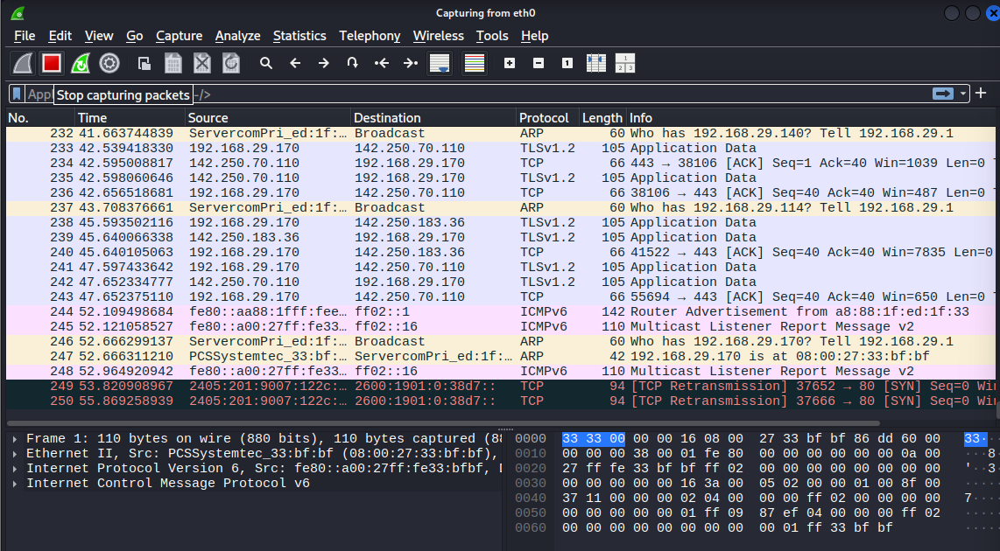 Capturing from eth0
File Edit View Go Capture Analyze Statistics Telephony Wireless Tools Help
Appl Stop capturing packets -/>
No. Time Source Destination Protocol Length Info
232 41.663744839 ServercomPri_ed:1f:… Broadcast ARP 60 Who has 192.168.29.140? Tell 192.168.29.1
233 42.539418330 192.168.29.170 142.250.70.110 TLSv1.2 105 Application Data
234 42.595008817 142.250.70.110 192.168.29.170 TCP 66 443 → 38106 [ACK] Seq=1 Ack=40 Win=1039 Len=0 T
235 42.598060646 142.250.70.110 192.168.29.170 TLSv1.2 105 Application Data
236 42.656518681 192.168.29.170 142.250.70.110 TCP 66 38106 → 443 [ACK] Seq=40 Ack=40 Win=487 Len=0 T
237 43.708376661 ServercomPri_ed:1f:… Broadcast ARP 60 Who has 192.168.29.114? Tell 192.168.29.1
238 45.593502116 192.168.29.170 142.250.183.36 TLSv1.2 105 Application Data
239 45.640066338 142.250.183.36 192.168.29.170 TLSv1.2 105 Application Data
240 45.640105063 192.168.29.170 142.250.183.36 TCP 66 41522 → 443 [ACK] Seq=40 Ack=40 Win=7835 Len=0
241 47.597433642 192.168.29.170 142.250.70.110 TLSv1.2 105 Application Data
242 47.652334777 142.250.70.110 192.168.29.170 TLSv1.2 105 Application Data
243 47.652375110 192.168.29.170 142.250.70.110 TCP 66 55694 → 443 [ACK] Seq=40 Ack=40 Win=650 Len=0 T
244 52.109498684 fe80::aa88:1fff:fee… ff02::1 ICMPv6 142 Router Advertisement from a8:88:1f:ed:1f:33
245 52.121058527 fe80::a00:27ff:fe33… ff02::16 ICMPv6 110 Multicast Listener Report Message v2
246 52.666299137 ServercomPri_ed:1f:… Broadcast ARP 60 Who has 192.168.29.170? Tell 192.168.29.1
247 52.666311210 PCSSystemtec_33:bf:… ServercomPri_ed:1f:… ARP 42 192.168.29.170 is at 08:00:27:33:bf:bf
248 52.964920942 fe80::a00:27ff:fe33… ff02::16 ICMPv6 110 Multicast Listener Report Message v2
249 53.820908967 2405:201:9007:122c:… 2600:1901:0:38d7:: TCP 94 [TCP Retransmission] 37652 → 80 [SYN] Seq=0 Win
250 55.869258939 2405:201:9007:122c:… 2600:1901:0:38d7:: TCP 94 [TCP Retransmission] 37666 → 80 [SYN] Seq=0 Win
Frame 1: 110 bytes on wire (880 bits), 110 bytes captured (88
Ethernet II, Src: PCSSystemtec_33:bf:bf (08:00:27:33:bf:bf),
Internet Protocol Version 6, Src: fe80::a00:27ff:fe33:bfbf, D
Internet Control Message Protocol v6
0000 33 33 00 00 00 16 08 00 27 33 bf bf 86 dd 60 00 33·
0010 00 00 00 38 00 01 fe 80 00 00 00 00 00 00 0a 00 ···8
0020 27 ff fe 33 bf bf ff 02 00 00 00 00 00 00 00 00 '··3
0030 00 00 00 00 00 16 3a 00 05 02 00 00 01 00 8f 00 ····
0040 37 11 00 00 00 02 04 00 00 00 ff 02 00 00 00 00 7···
0050 00 00 00 00 00 01 ff 09 87 ef 04 00 00 00 ff 02 ····
0060 00 00 00 00 00 00 00 00 00 01 ff 33 bf bf ····